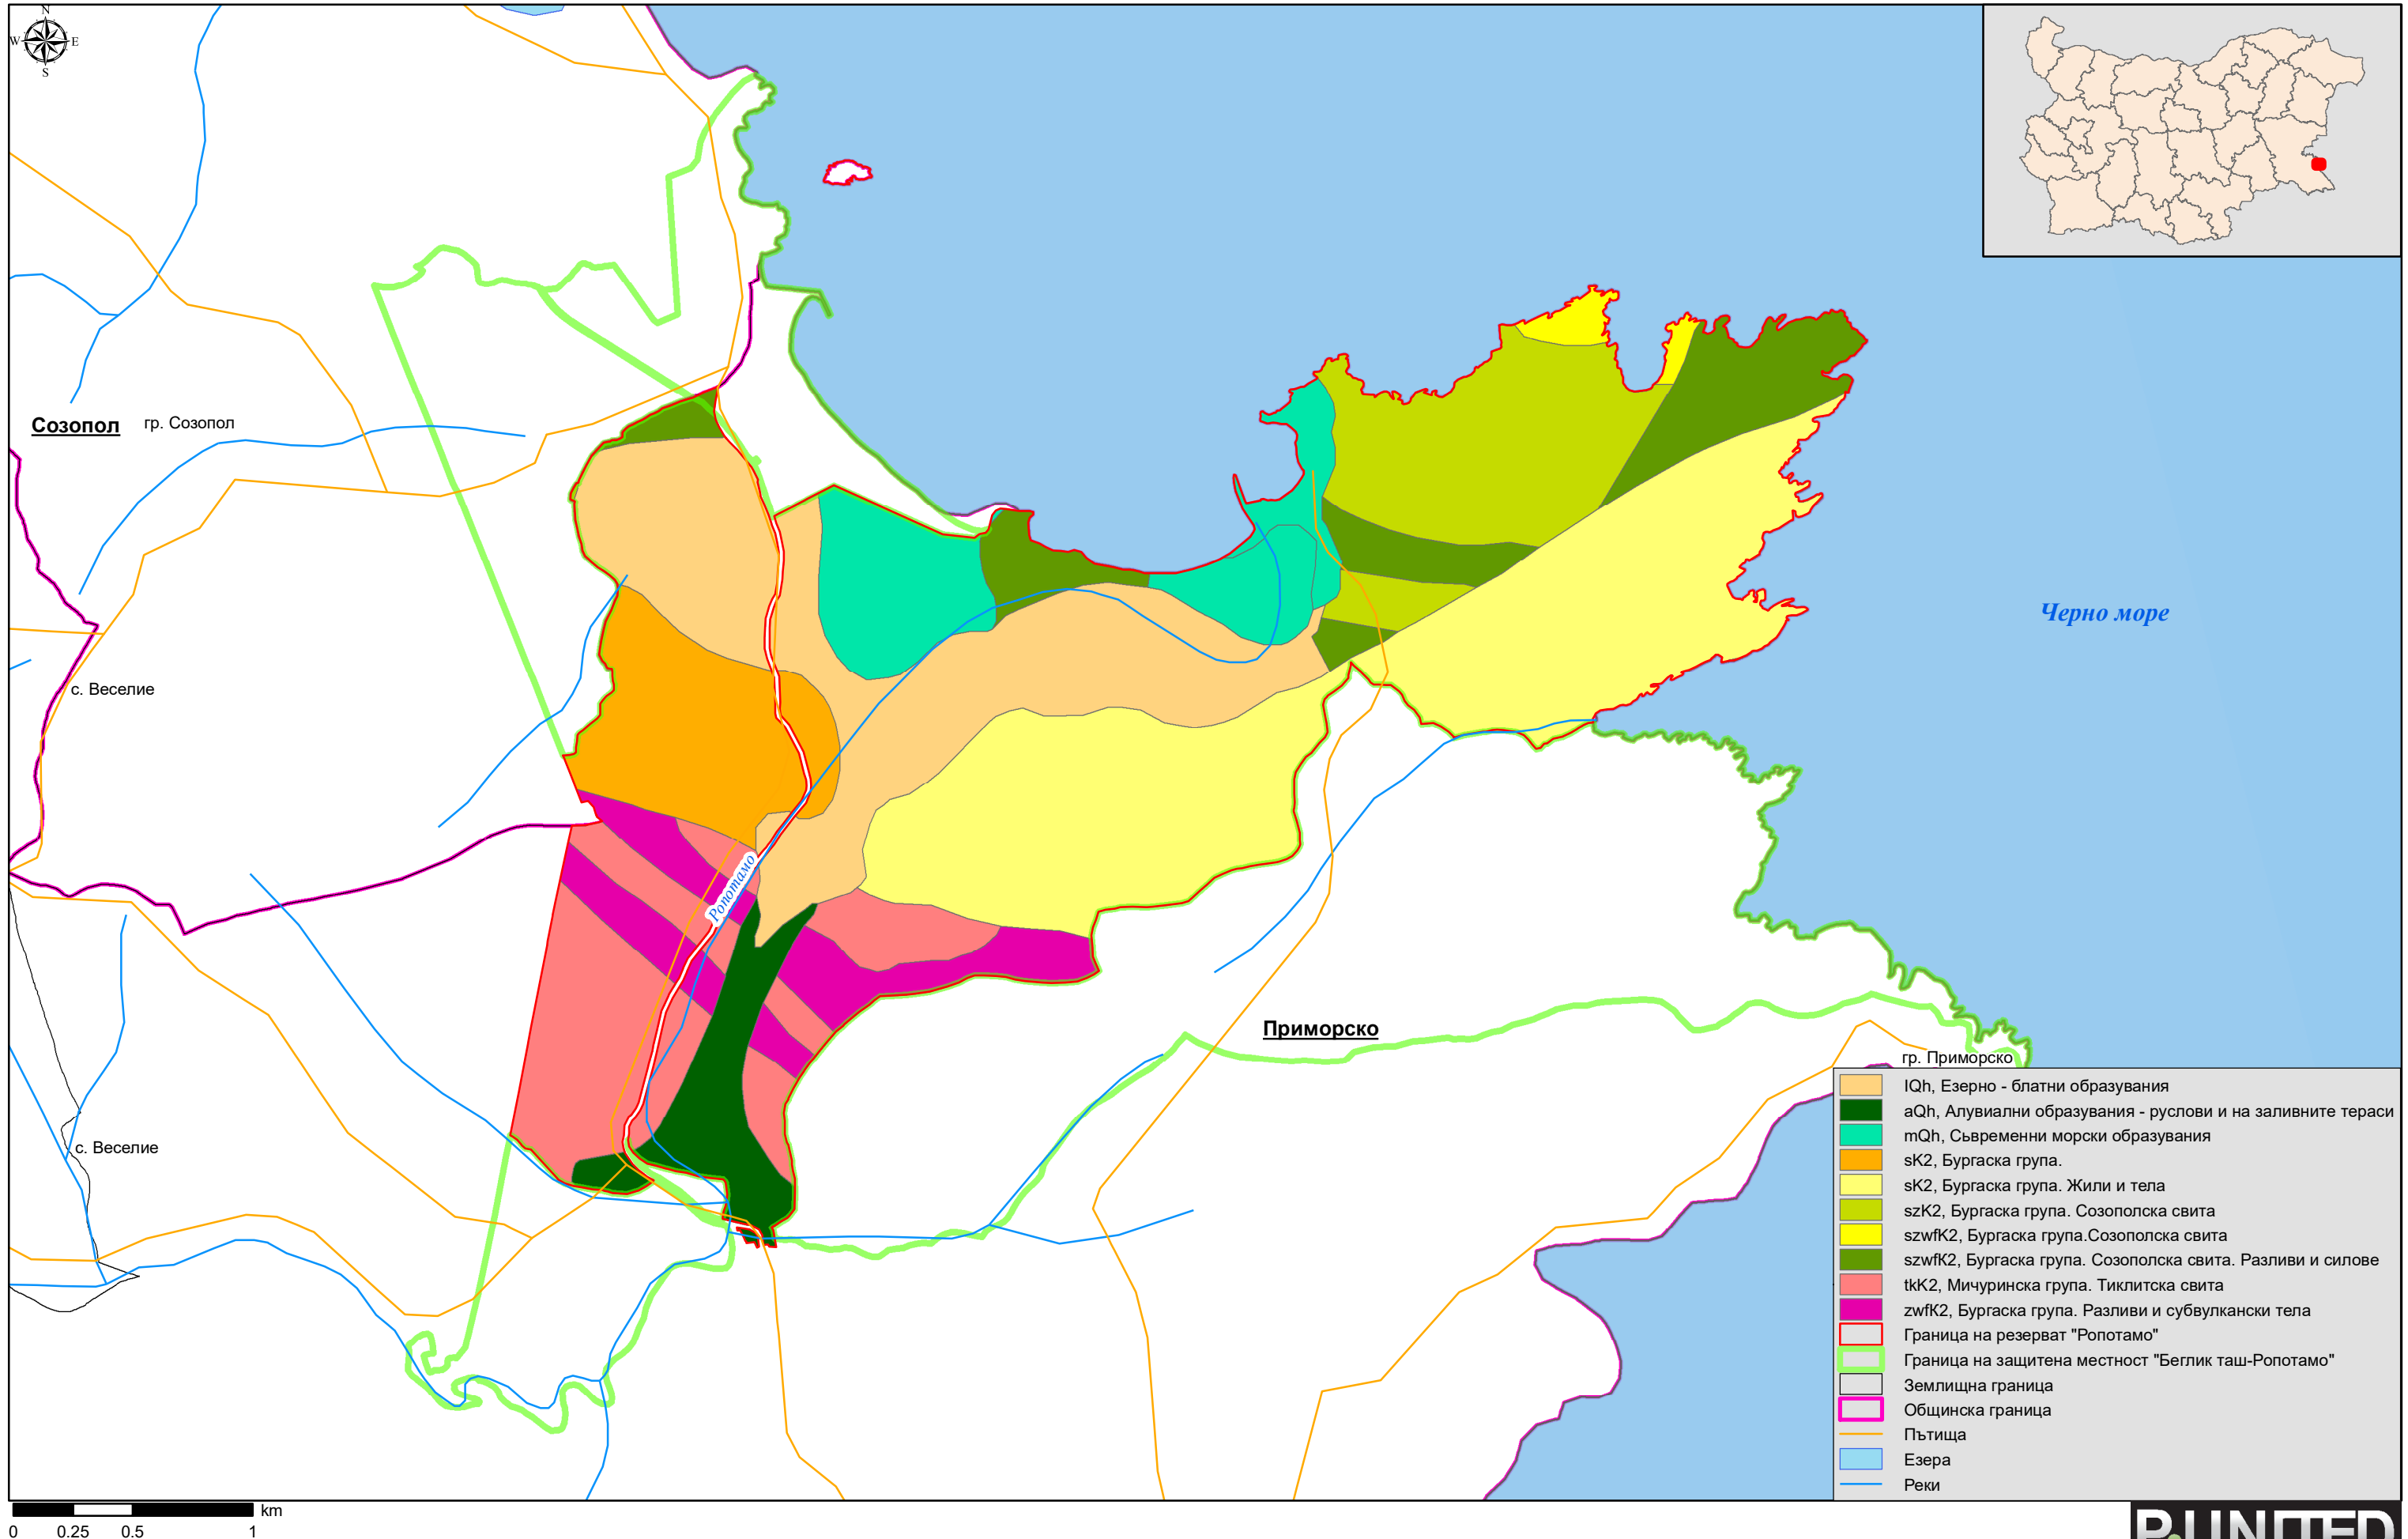 N
W E
S
Созопол гр. Созопол
Черно море
с. Веселие
Ропотамо
Приморско
гр. Приморско
с. Веселие
lQh, Езерно - блатни образувания
aQh, Алувиални образувания - руслови и на заливните тераси
mQh, Сьвременни морски образувания
sK2, Бургаска група.
sK2, Бургаска група. Жили и тела
szK2, Бургаска група. Созополска свита
szwfK2, Бургаска група.Созополска свита
szwfK2, Бургаска група. Созополска свита. Разливи и силове
tkK2, Мичуринска група. Тиклитска свита
zwfK2, Бургаска група. Разливи и субвулкански тела
Граница на резерват "Ропотамо"
Граница на защитена местност "Беглик таш-Ропотамо"
Землищна граница
Общинска граница
Пътища
Езера
Реки
km
0 0.25 0.5 1
P.UNITED